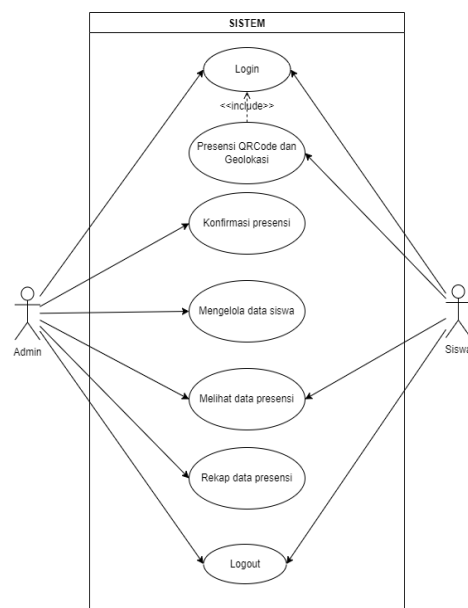 SISTEM
Login
<<include>>
Presensi QRCode dan
Geolokasi
Konfirmasi presensi
Mengelola data siswa
Admin
Siswa
Melihat data presensi
Rekap data presensi
Logout